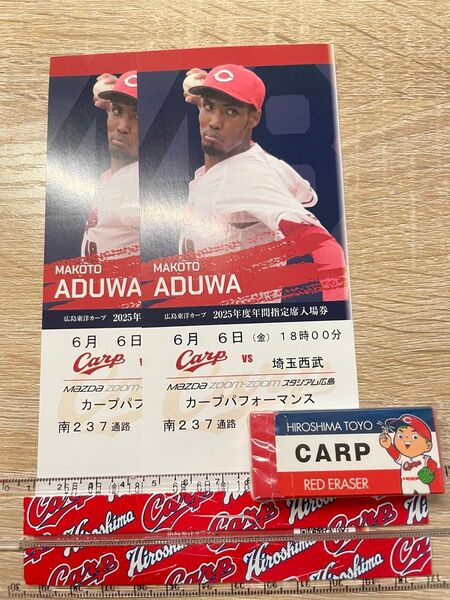 MAKOTO
ADUWA
広島東洋カープ 2025年
6月 6日
Carp
MAZDA ZOOM-ZOOM
カープパフ
南237通路
MAKOTO
ADUWA
広島東洋カープ 2025年度年間指定席入場券
6月 6日(金) 18時00分
Carp VS 埼玉西武
MAZDA ZOOM-ZOOM スタジアム広島
カープパフォーマンス
南237通路
HIROSHIMA TOYO
CARP
RED ERASER
Carp Hiroshima Carp Hiroshima
Hiroshima Carp Hiroshima Carp